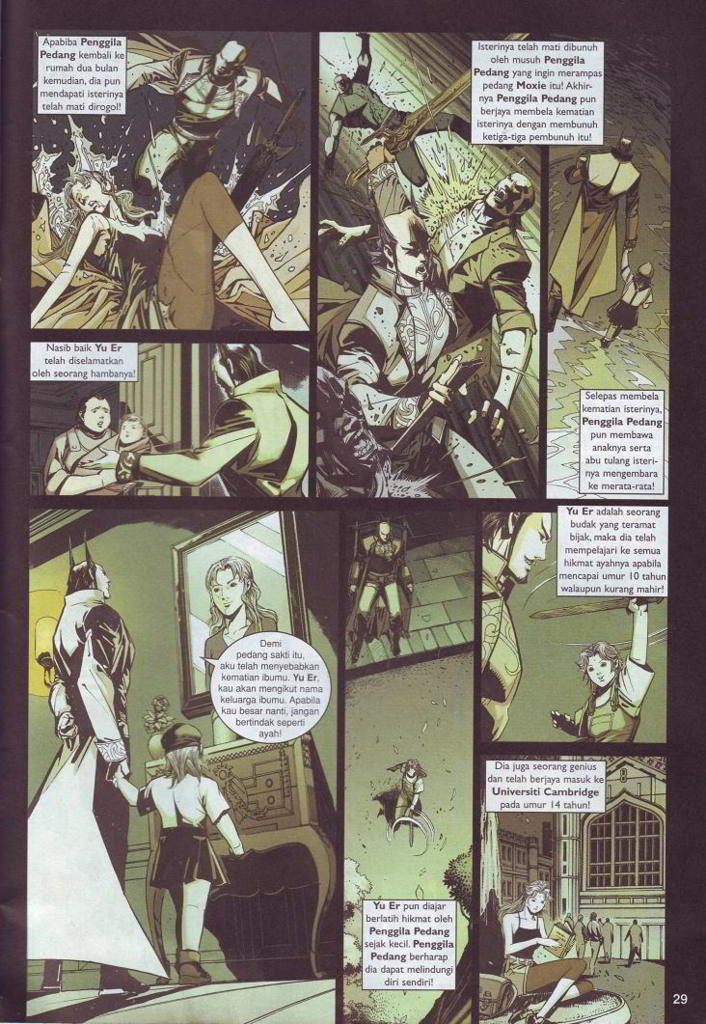 Apabiba Penggila
Pedang kembali ke
rumah dua bulan
kemudian, dia pun
mendapati isterinya
telah mati dirogol!
Isterinya telah mati dibunuh
oleh musuh Penggila
Pedang yang ingin merampas
pedang Moxie itu! Akhir-
nya Penggila Pedang pun
berjaya membela kematian
isterinya dengan membunuh
ketiga-tiga pembunuh itu!
Nasib baik Yu Er
telah diselamatkan
oleh seorang hambanya!
Selepas membela
kematian isterinya,
Penggila Pedang
pun membawa
anaknya serta
abu tulang isteri-
nya mengembara
ke merata-rata!
Demi
pedang sakti itu,
aku telah menyebabkan
kematian ibumu. Yu Er,
kau akan mengikut nama
keluarga ibumu. Apabila
kau besar nanti, jangan
bertindak seperti
ayah!
Yu Er pun diajar
berlatih hikmat oleh
Penggila Pedang
sejak kecil. Penggila
Pedang berharap
dia dapat melindungi
diri sendiri!
Yu Er adalah seorang
budak yang teramat
bijak, maka dia telah
mempelajari ke semua
hikmat ayahnya apabila
mencapai umur 10 tahun
walaupun kurang mahir!
Dia juga seorang genius
dan telah berjaya masuk ke
Universiti Cambridge
pada umur 14 tahun!
29